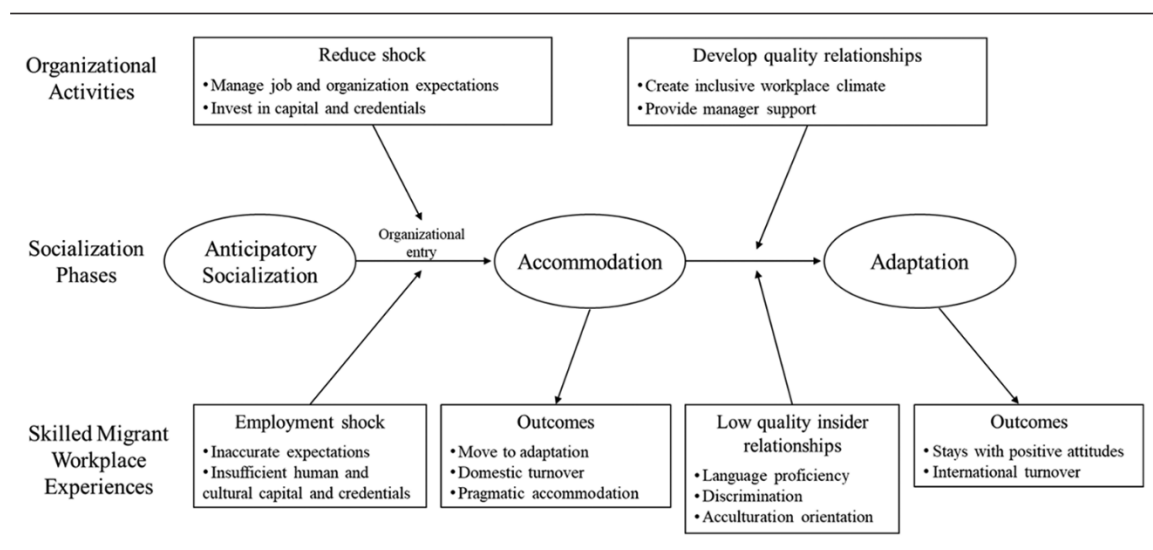 Organizational
Activities
Reduce shock
• Manage job and organization expectations
• Invest in capital and credentials
Develop quality relationships
• Create inclusive workplace climate
• Provide manager support
Socialization
Phases
Anticipatory
Socialization
Organizational
entry
Accommodation
Adaptation
Skilled Migrant
Workplace
Experiences
Employment shock
• Inaccurate expectations
• Insufficient human and
cultural capital and credentials
Outcomes
• Move to adaptation
• Domestic turnover
• Pragmatic accommodation
Low quality insider
relationships
• Language proficiency
• Discrimination
• Acculturation orientation
Outcomes
• Stays with positive attitudes
• International turnover